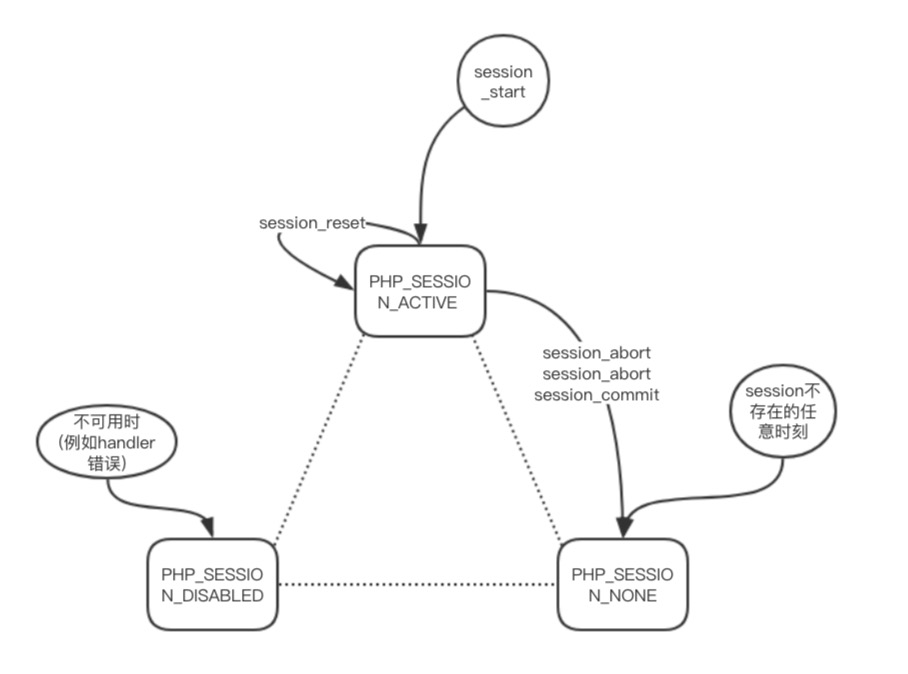 session
_start
session_reset
PHP_SESSIO
N_ACTIVE
session_abort
session_abort
session_commit
session不
存在的任
意时刻
不可用时
(例如handler
错误)
PHP_SESSIO
N_DISABLED
PHP_SESSIO
N_NONE